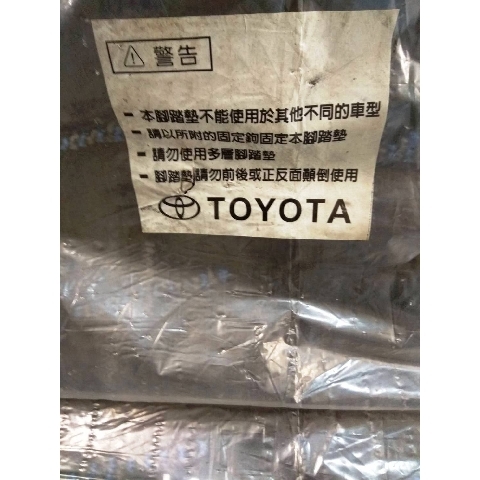 警告
- 本腳踏墊不能使用於其他不同的車型
- 請以所附的固定鉤固定本腳踏墊
- 請勿使用多層腳踏墊
- 腳踏墊請勿前後或正反面顛倒使用
TOYOTA